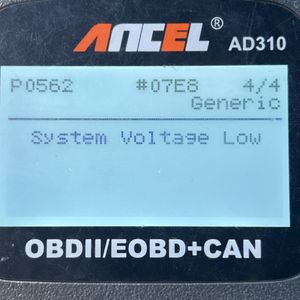 ANCEL® AD310
P0562 #07E8 4/4
Generic
System Voltage Low
OBDII/EOBD+CAN